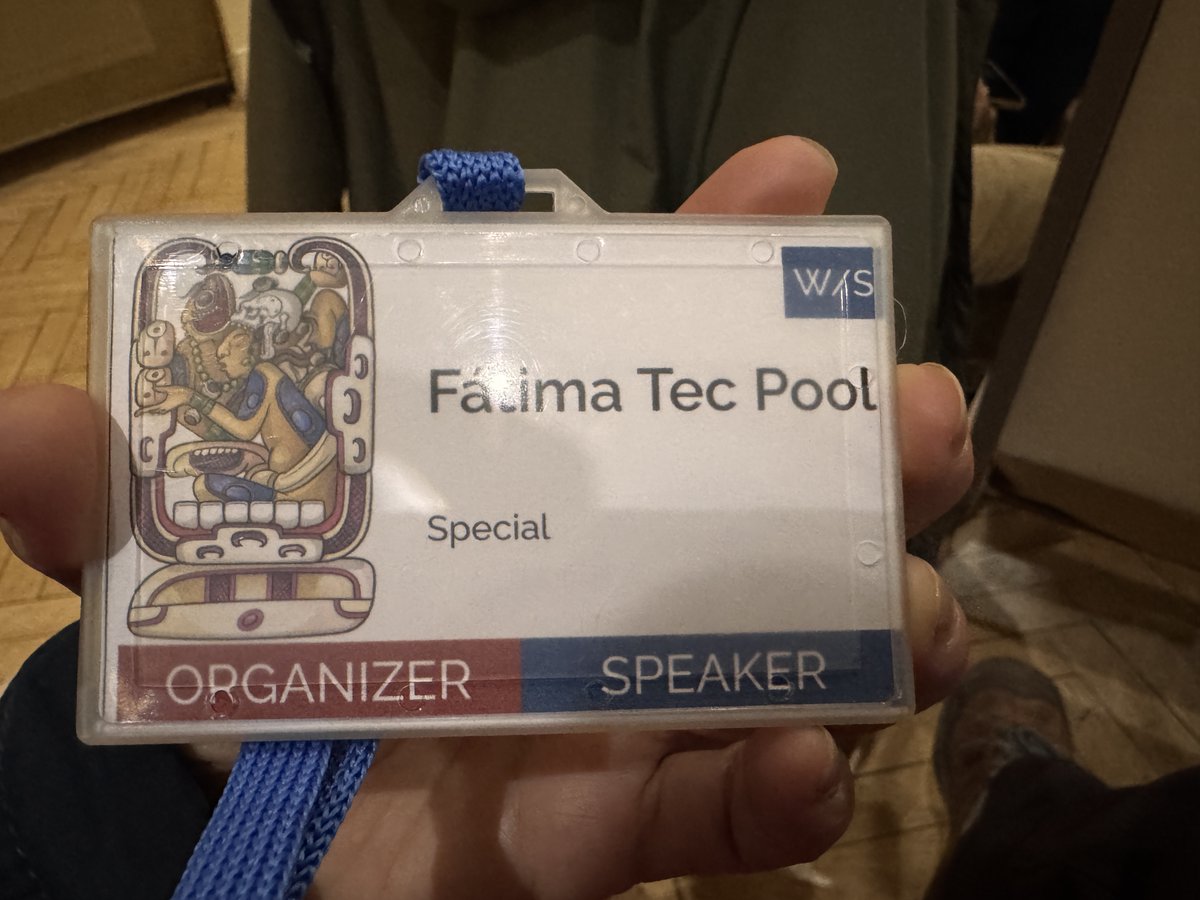 W/S
Fátima Tec Pool
Special
ORGANIZER
SPEAKER